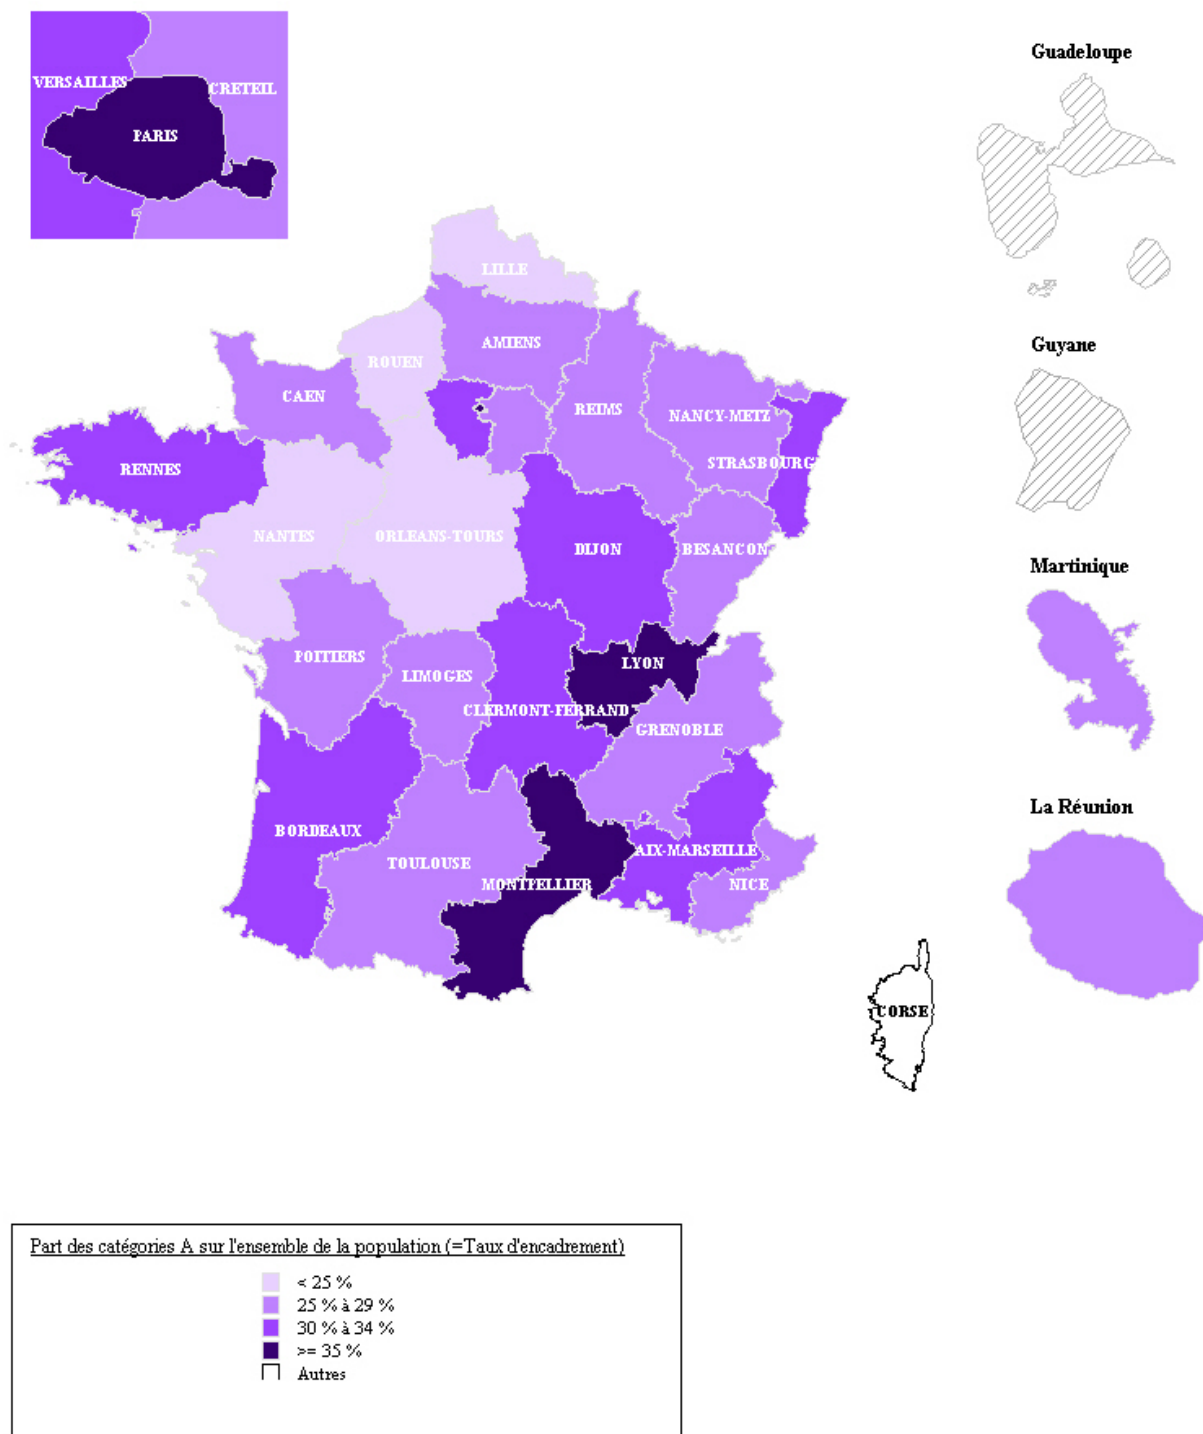 VERSAILLES
CRETEIL
PARIS
Guadeloupe
LILLE
AMIENS
ROUEN
Guyane
CAEN
REIMS
NANCY-METZ
RENNES
STRASBOURG
NANTES
ORLEANS-TOURS
DIJON
BESANCON
Martinique
POITIERS
LIMOGES
LYON
CLERMONT-FERRAND
GRENOBLE
La Réunion
BORDEAUX
TOULOUSE
AIX-MARSEILLE
MONTPELLIER
NICE
CORSE
Part des catégories A sur l'ensemble de la population (=Taux d'encadrement)
< 25 %
25 % à 29 %
30 % à 34 %
>= 35 %
Autres